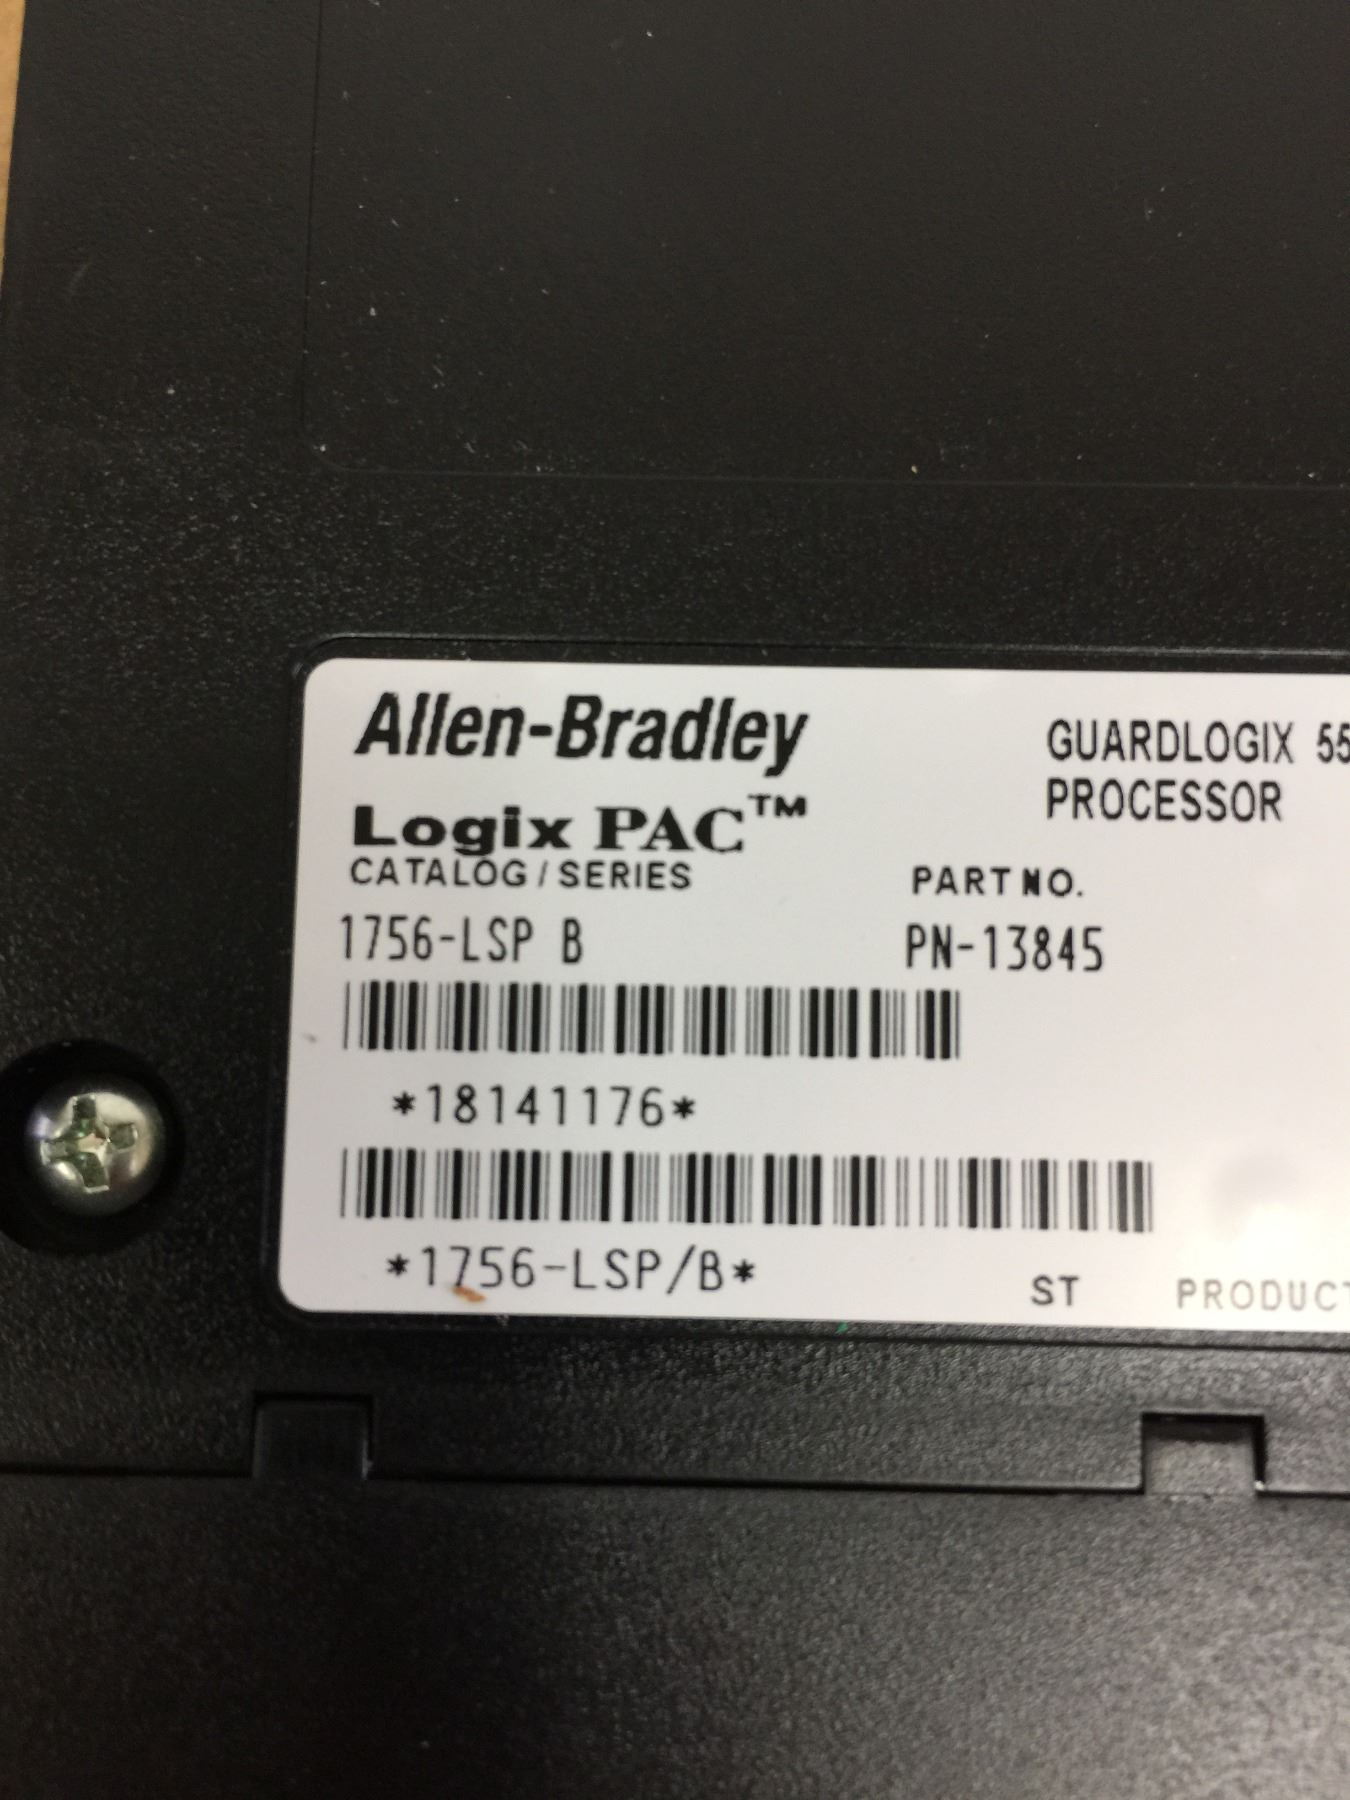 Allen-Bradley
GUARDLOGIX 55
PROCESSOR
Logix PAC™
CATALOG / SERIES
PART NO.
1756-LSP B
PN-13845
*18141176*
*1756-LSP/B*
ST
PRODUCT